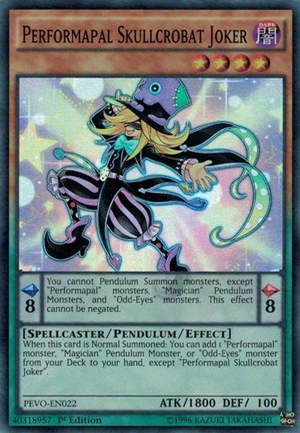 PERFORMAPAL SKULLCROBAT JOKER
DARK
闇
You cannot Pendulum Summon monsters, except
"Performapal" monsters, "Magician" Pendulum
Monsters, and "Odd-Eyes" monsters. This effect
cannot be negated.
8
8
[SPELLCASTER/PENDULUM/EFFECT]
When this card is Normal Summoned: You can add 1 "Performapal"
monster, "Magician" Pendulum Monster, or "Odd-Eyes" monster
from your Deck to your hand, except "Performapal Skullcrobat
Joker".
PEVO-EN022
ATK/1800 DEF/ 100
40318957
1st Edition
©1996 KAZUKI TAKAHASHI